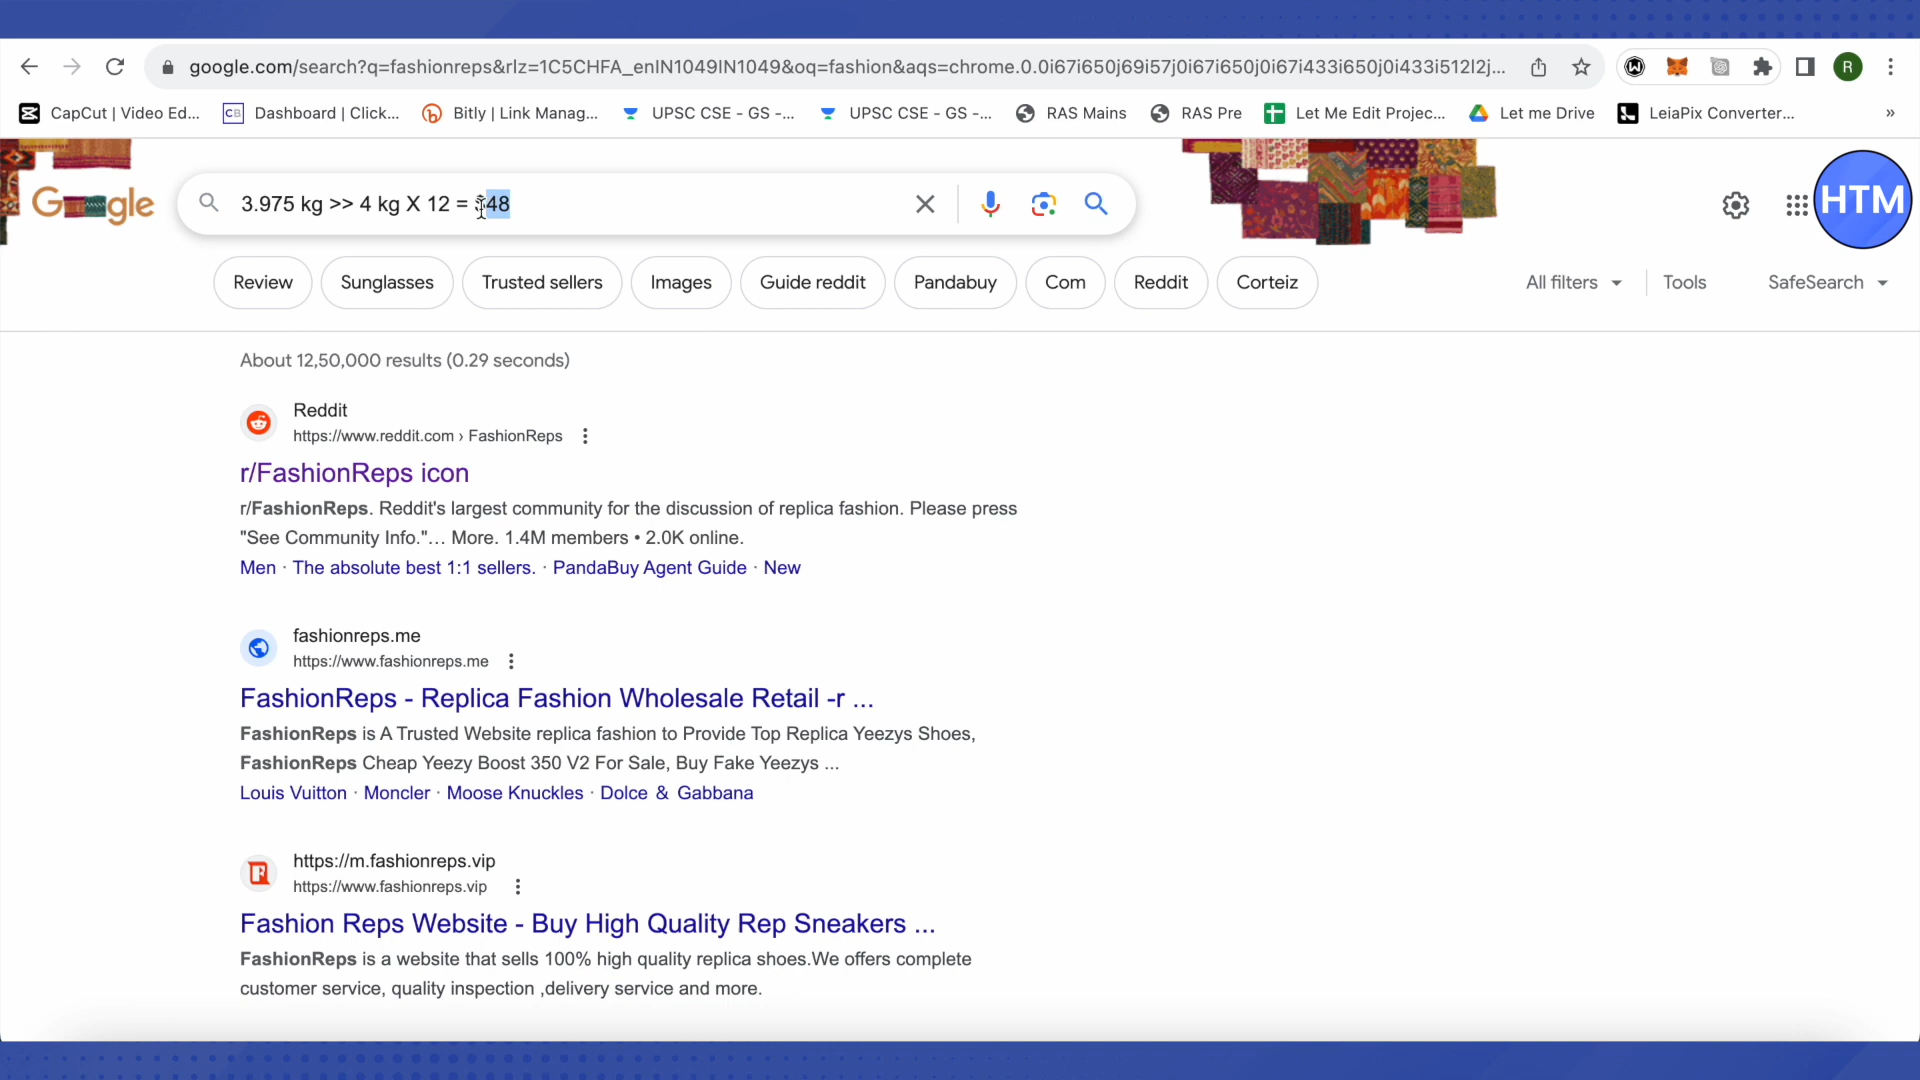 google.com/search?q=fashionreps&rlz=1C5CHFA_enIN1049IN1049&oq=fashion&aqs=chrome.0.0i67i650j69i57j0i67i650j0i67i433i650j0i433i512l2j...
R
CapCut | Video Ed...
CB Dashboard | Click...
Bitly | Link Manag...
UPSC CSE - GS -...
UPSC CSE - GS -...
RAS Mains
RAS Pre
Let Me Edit Projec...
Let me Drive
LeiaPix Converter...
»
Google
3.975 kg >> 4 kg X 12 = $48
HTM
Review
Sunglasses
Trusted sellers
Images
Guide reddit
Pandabuy
Com
Reddit
Corteiz
All filters
Tools
SafeSearch
About 12,50,000 results (0.29 seconds)
Reddit
https://www.reddit.com › FashionReps
r/FashionReps icon
r/FashionReps. Reddit's largest community for the discussion of replica fashion. Please press
"See Community Info."... More. 1.4M members • 2.0K online.
Men · The absolute best 1:1 sellers. · PandaBuy Agent Guide · New
fashionreps.me
https://www.fashionreps.me
FashionReps - Replica Fashion Wholesale Retail -r ...
FashionReps is A Trusted Website replica fashion to Provide Top Replica Yeezys Shoes,
FashionReps Cheap Yeezy Boost 350 V2 For Sale, Buy Fake Yeezys ...
Louis Vuitton · Moncler · Moose Knuckles · Dolce & Gabbana
https://m.fashionreps.vip
https://www.fashionreps.vip
Fashion Reps Website - Buy High Quality Rep Sneakers ...
FashionReps is a website that sells 100% high quality replica shoes.We offers complete
customer service, quality inspection ,delivery service and more.